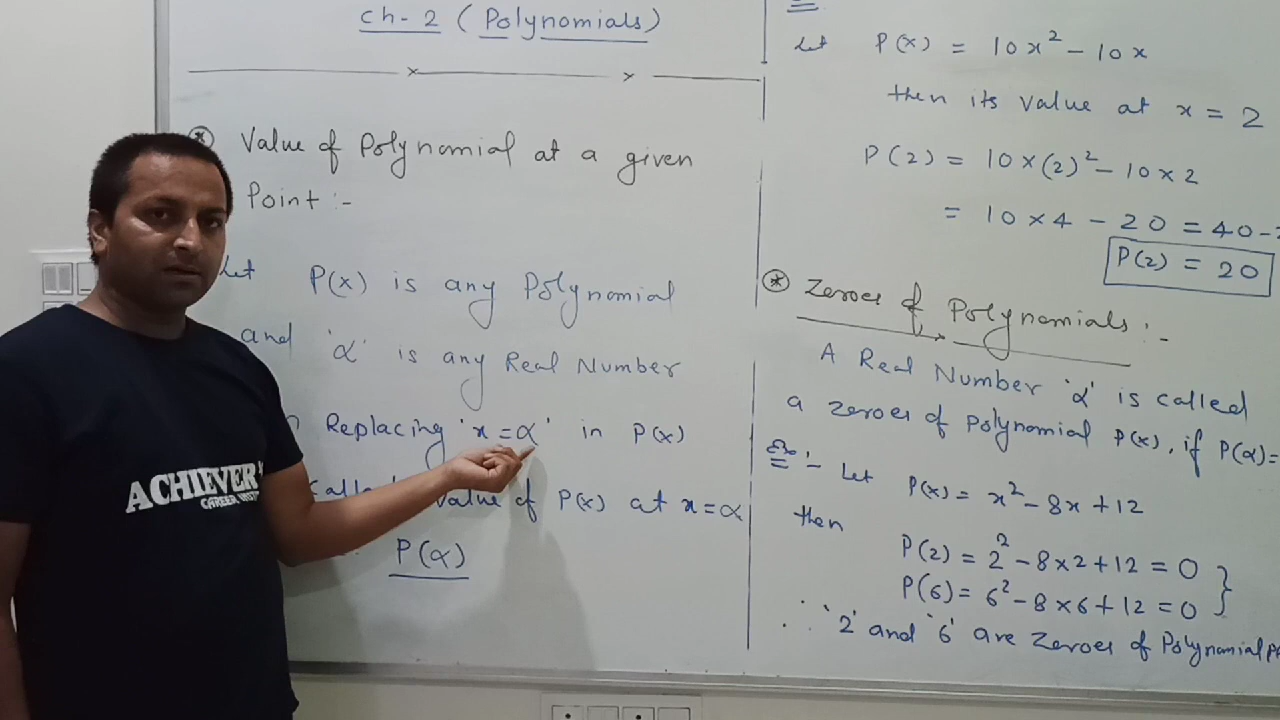 Ch-2 (Polynomials)
* Value of Polynomial at a given
Point :-
Let P(x) is any Polynomial
and 'α' is any Real Number
Replacing 'x = α' in P(x)
called value of P(x) at x = α
P(α)
Let P(x) = 10x² - 10x
then its value at x = 2
P(2) = 10 × (2)² - 10 × 2
= 10 × 4 - 20 = 40 -
P(2) = 20
* Zeroes of Polynomials :-
A Real Number 'α' is called
a zeroes of polynomial P(x), if P(α) =
Ex :- Let P(x) = x² - 8x + 12
then
P(2) = 2² - 8×2 + 12 = 0
P(6) = 6² - 8×6 + 12 = 0 }
∴ '2' and '6' are Zeroes of Polynomial
ACHIEVER'S
CAREER